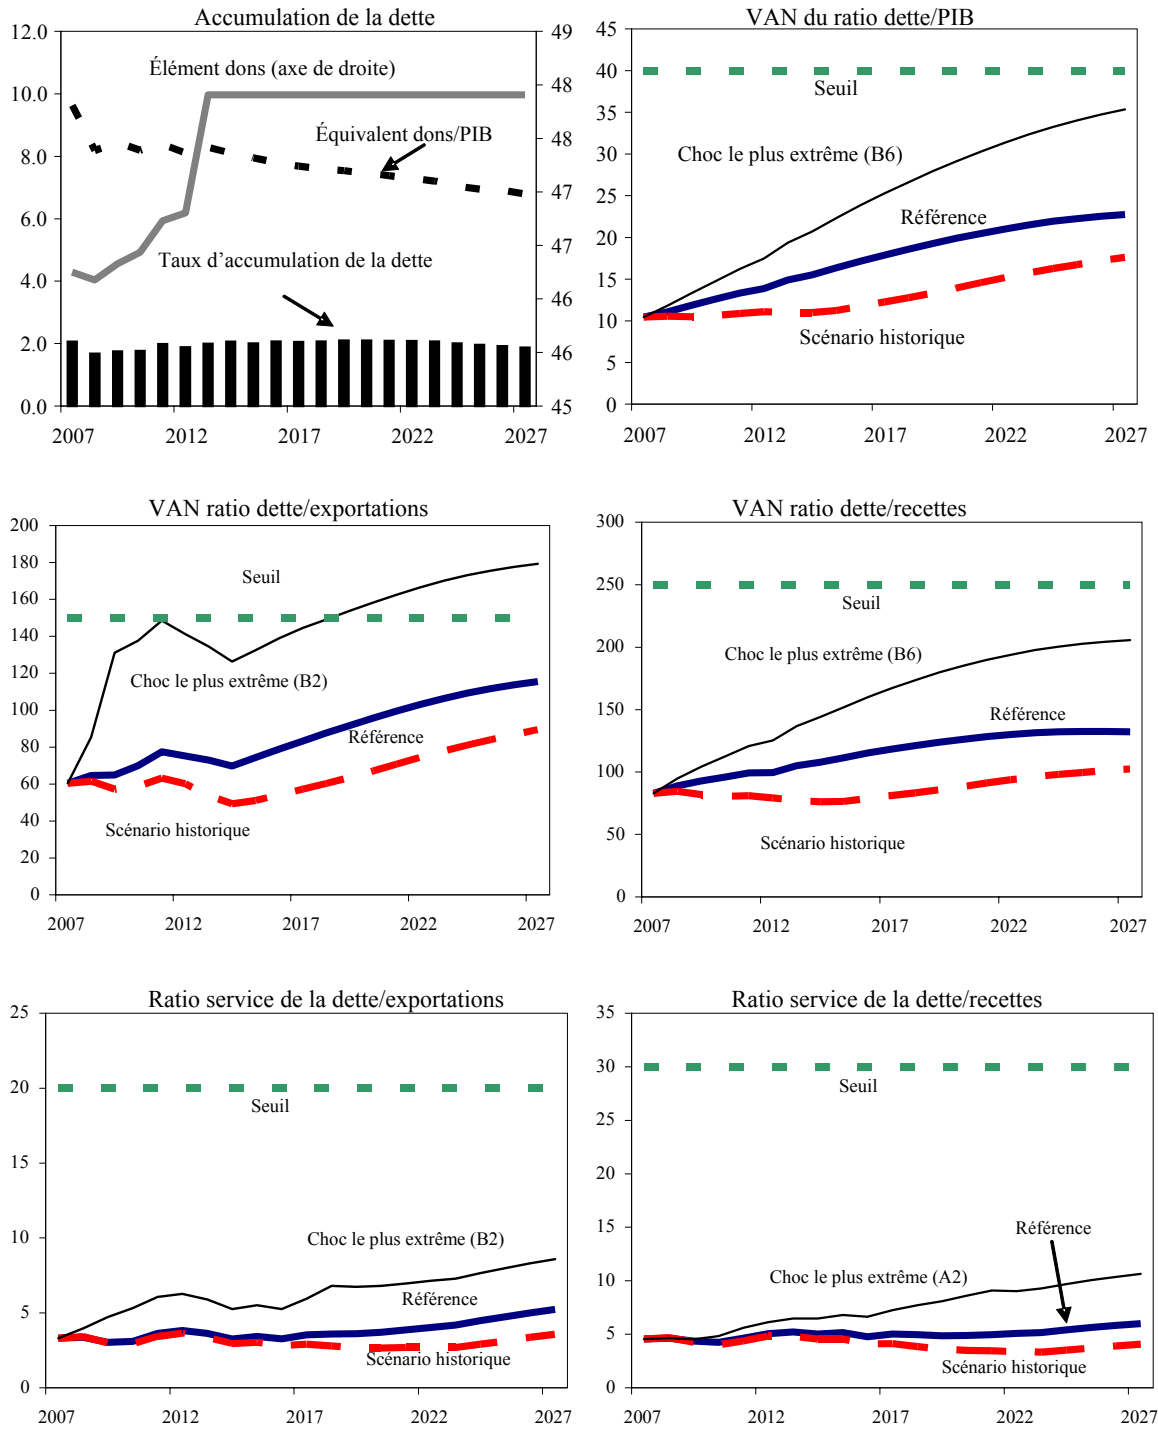 Accumulation de la dette
12.0
10.0
8.0
6.0
4.0
2.0
0.0
49
48
48
47
47
46
46
45
Élément dons (axe de droite)
Équivalent dons/PIB
Taux d'accumulation de la dette
2007 2012 2017 2022 2027
VAN du ratio dette/PIB
45
40
35
30
25
20
15
10
5
0
Seuil
Choc le plus extrême (B6)
Référence
Scénario historique
2007 2012 2017 2022 2027
VAN ratio dette/exportations
200
180
160
140
120
100
80
60
40
20
0
Seuil
Choc le plus extrême (B2)
Référence
Scénario historique
2007 2012 2017 2022 2027
VAN ratio dette/recettes
300
250
200
150
100
50
0
Seuil
Choc le plus extrême (B6)
Référence
Scénario historique
2007 2012 2017 2022 2027
Ratio service de la dette/exportations
25
20
15
10
5
0
Seuil
Choc le plus extrême (B2)
Référence
Scénario historique
2007 2012 2017 2022 2027
Ratio service de la dette/recettes
35
30
25
20
15
10
5
0
Seuil
Référence
Choc le plus extrême (A2)
Scénario historique
2007 2012 2017 2022 2027